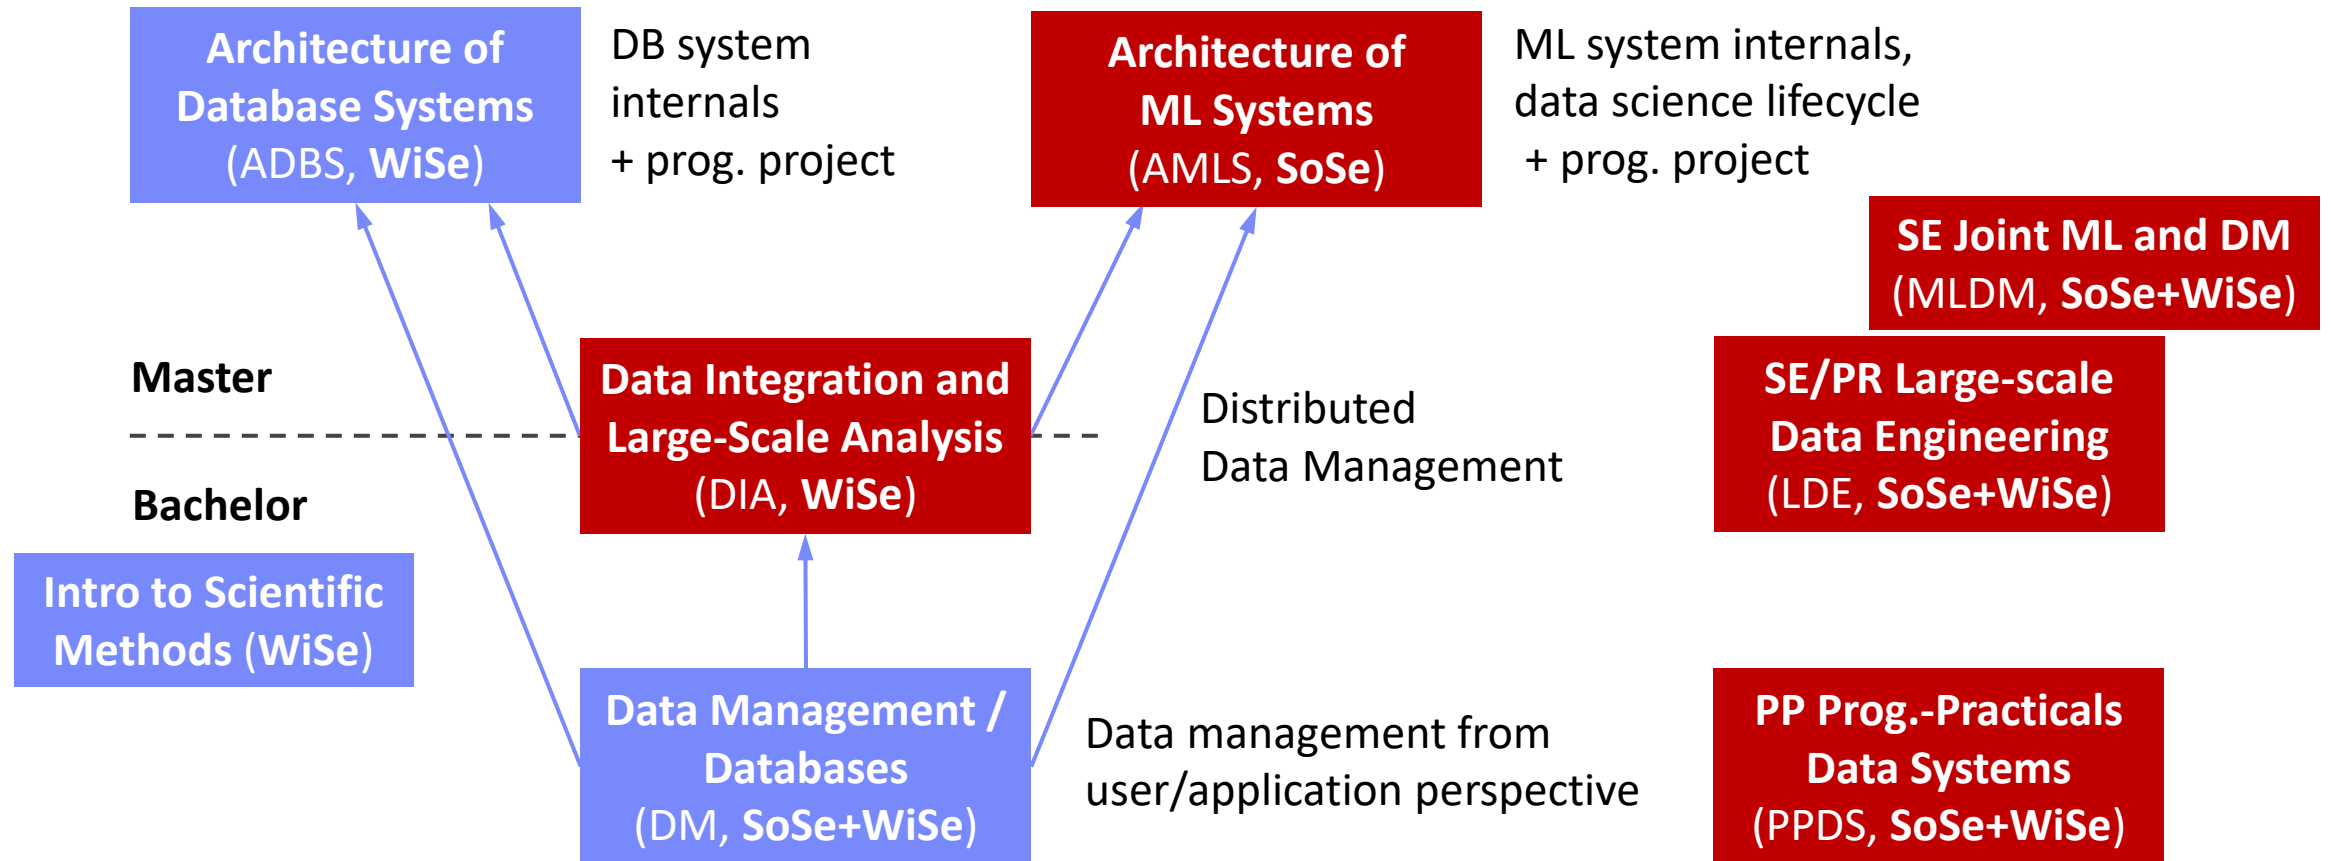 Architecture of
Database Systems
(ADBS, WiSe)
DB system
internals
+ prog. project
Architecture of
ML Systems
(AMLS, SoSe)
ML system internals,
data science lifecycle
+ prog. project
SE Joint ML and DM
(MLDM, SoSe+WiSe)
Master
Data Integration and
Large-Scale Analysis
(DIA, WiSe)
Distributed
Data Management
SE/PR Large-scale
Data Engineering
(LDE, SoSe+WiSe)
Bachelor
Intro to Scientific
Methods (WiSe)
Data Management /
Databases
(DM, SoSe+WiSe)
Data management from
user/application perspective
PP Prog.-Practicals
Data Systems
(PPDS, SoSe+WiSe)